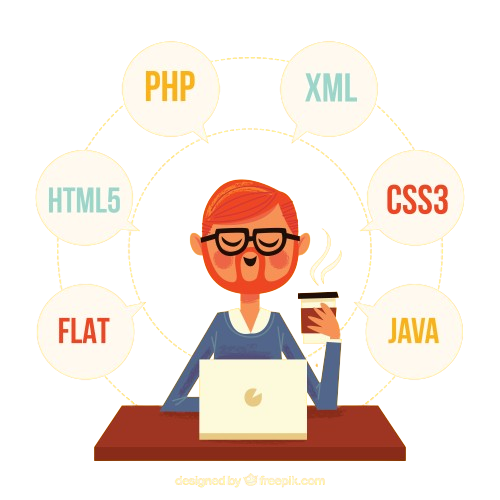 PHP
XML
HTML5
CSS3
FLAT
JAVA
designed by freepik.com